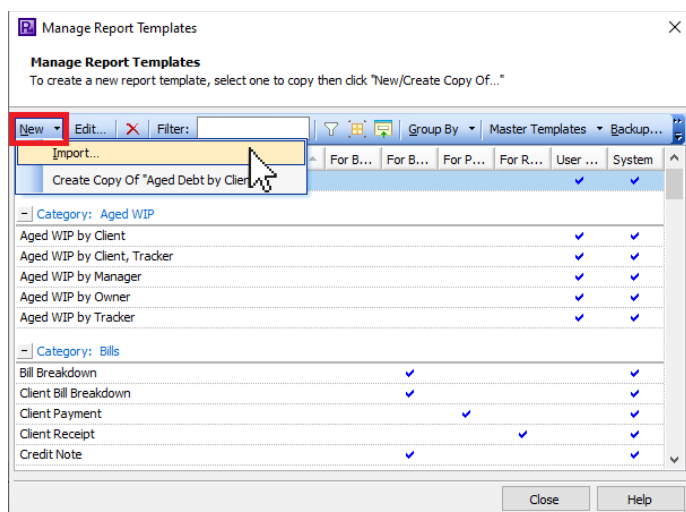 Manage Report Templates
Manage Report Templates
To create a new report template, select one to copy then click "New/Create Copy Of..."
New Edit... Filter: Group By Master Templates Backup...
Import...
For B... For B... For P... For R... User ... System
Create Copy Of "Aged Debt by Clien
Category: Aged WIP
Aged WIP by Client
Aged WIP by Client, Tracker
Aged WIP by Manager
Aged WIP by Owner
Aged WIP by Tracker
Category: Bills
Bill Breakdown
Client Bill Breakdown
Client Payment
Client Receipt
Credit Note
Close Help